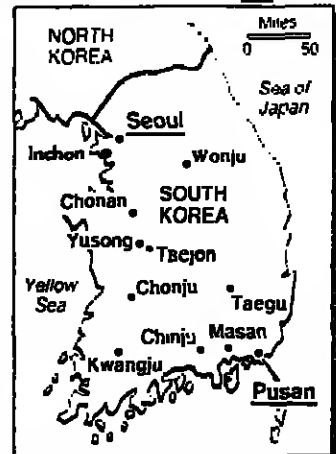 Miles
0 50
NORTH
KOREA
Sea of
Japan
Seoul
Inchon
Wonju
Chonan
SOUTH
KOREA
Yusong
Taejon
Yellow
Sea
Chonju
Taegu
Chinju
Masan
Kwangju
Pusan